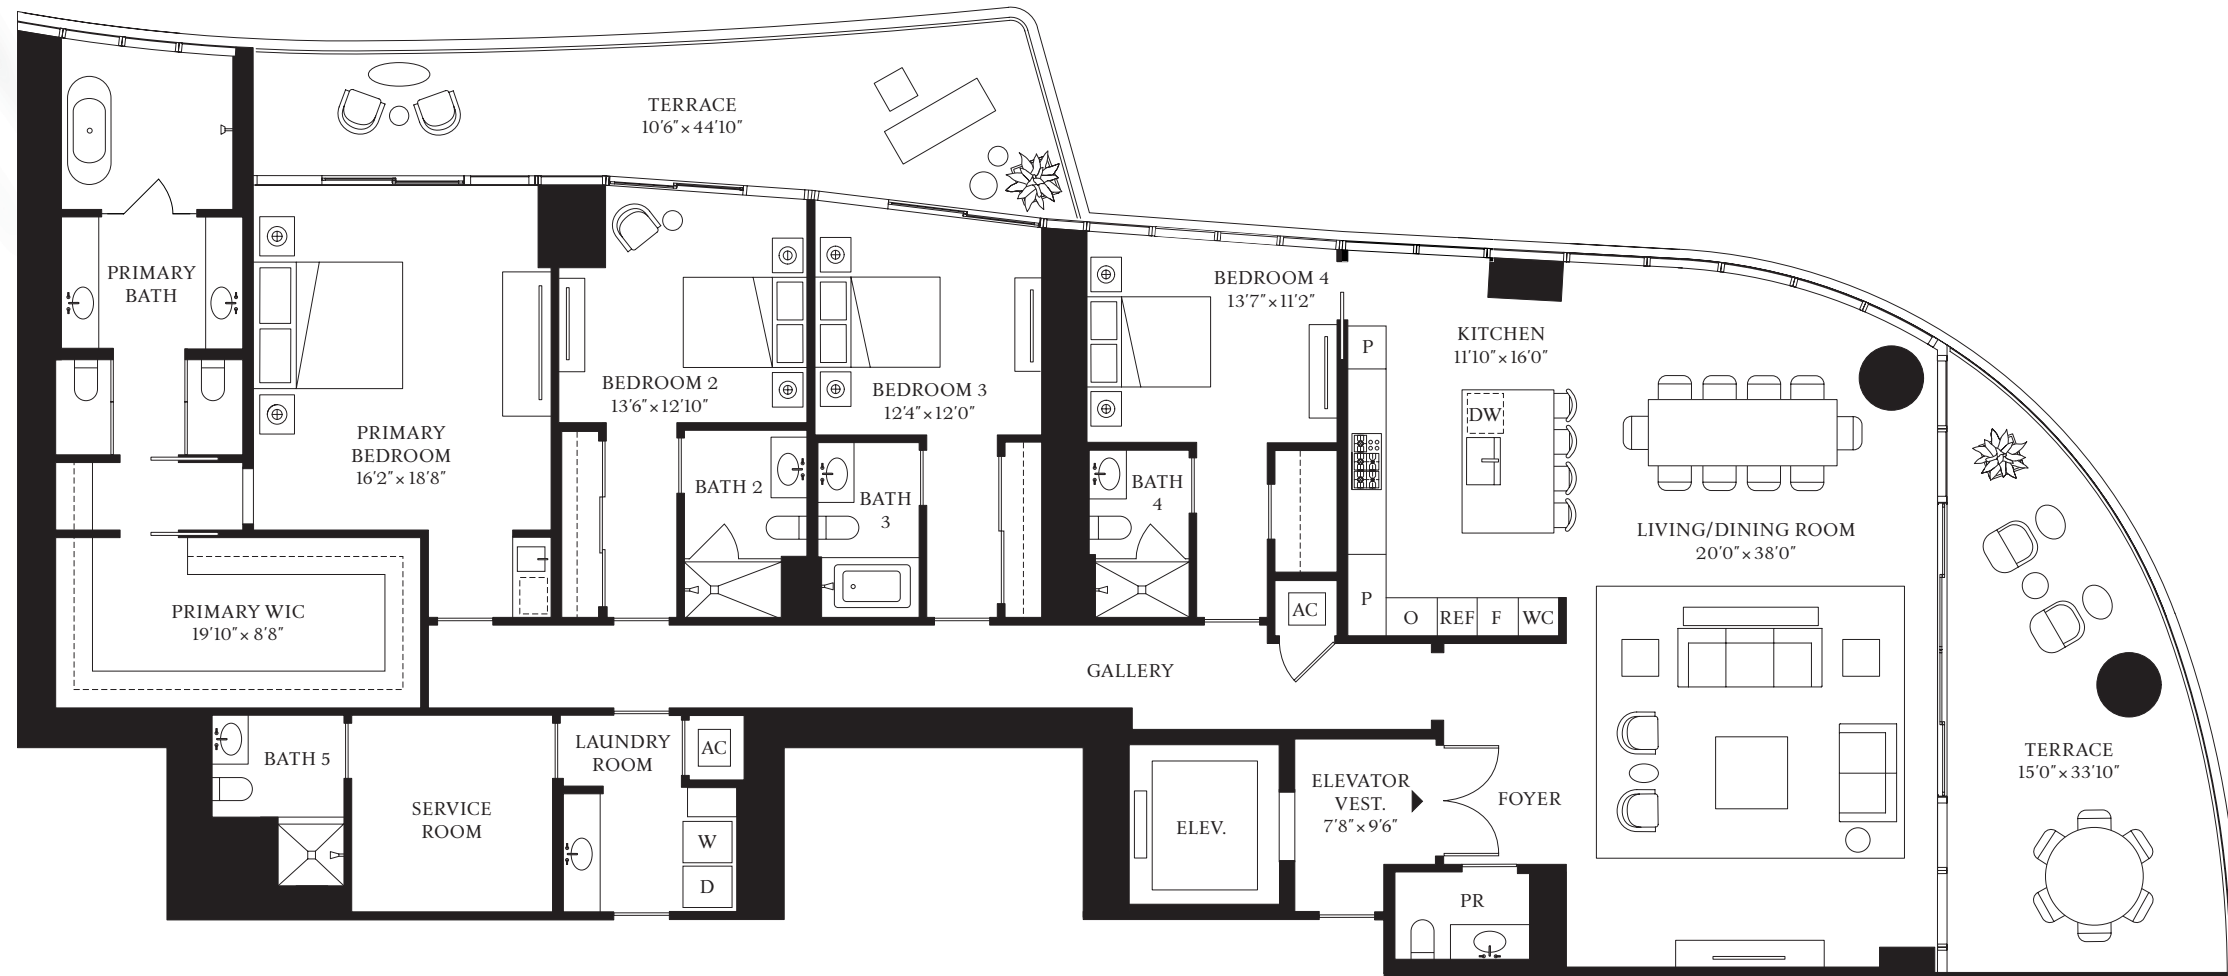 TERRACE
10'6"×44'10"
PRIMARY
BATH
PRIMARY
BEDROOM
16'2"×18'8"
BEDROOM 2
13'6"×12'10"
BEDROOM 3
12'4"×12'0"
BEDROOM 4
13'7"×11'2"
KITCHEN
11'10"×16'0"
P
DW
BATH 2
BATH
3
BATH
4
LIVING/DINING ROOM
20'0"×38'0"
PRIMARY WIC
19'10"×8'8"
AC
P
O
REF
F
WC
GALLERY
BATH 5
LAUNDRY
ROOM
AC
SERVICE
ROOM
W
D
ELEV.
ELEVATOR
VEST.
7'8"×9'6"
FOYER
PR
TERRACE
15'0"×33'10"